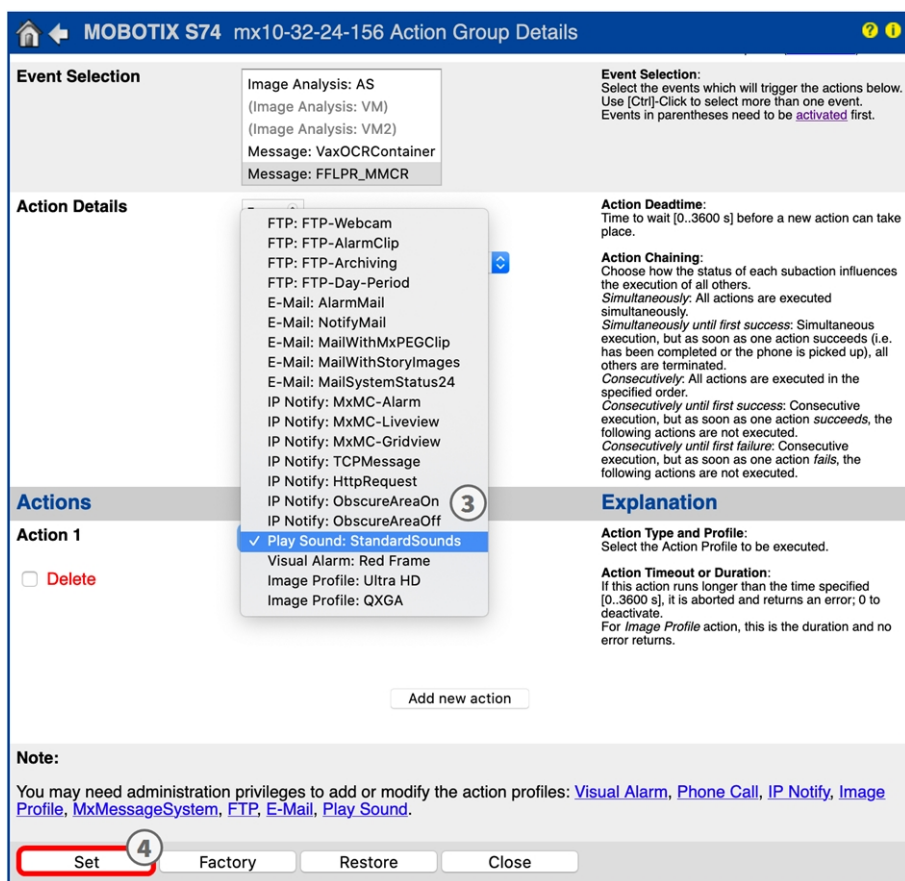 MOBOTIX S74 mx10-32-24-156 Action Group Details
? i
Event Selection
Image Analysis: AS
(Image Analysis: VM)
(Image Analysis: VM2)
Message: VaxOCRContainer
Message: FFLPR_MMCR
Event Selection:
Select the events which will trigger the actions below.
Use [Ctrl]-Click to select more than one event.
Events in parentheses need to be activated first.
Action Details
FTP: FTP-Webcam
FTP: FTP-AlarmClip
FTP: FTP-Archiving
FTP: FTP-Day-Period
E-Mail: AlarmMail
E-Mail: NotifyMail
E-Mail: MailWithMxPEGClip
E-Mail: MailWithStoryImages
E-Mail: MailSystemStatus24
IP Notify: MxMC-Alarm
IP Notify: MxMC-Liveview
IP Notify: MxMC-Gridview
IP Notify: TCPMessage
IP Notify: HttpRequest
IP Notify: ObscureAreaOn
IP Notify: ObscureAreaOff
✓ Play Sound: StandardSounds
Visual Alarm: Red Frame
Image Profile: Ultra HD
Image Profile: QXGA
3
Action Deadtime:
Time to wait [0..3600 s] before a new action can take
place.
Action Chaining:
Choose how the status of each subaction influences
the execution of all others.
Simultaneously: All actions are executed
simultaneously.
Simultaneously until first success: Simultaneous
execution, but as soon as one action succeeds (i.e.
has been completed or the phone is picked up), all
others are terminated.
Consecutively: All actions are executed in the
specified order.
Consecutively until first success: Consecutive
execution, but as soon as one action succeeds, the
following actions are not executed.
Consecutively until first failure: Consecutive
execution, but as soon as one action fails, the
following actions are not executed.
Actions
Explanation
Action 1
Delete
Action Type and Profile:
Select the Action Profile to be executed.
Action Timeout or Duration:
If this action runs longer than the time specified
[0..3600 s], it is aborted and returns an error; 0 to
deactivate.
For Image Profile action, this is the duration and no
error returns.
Add new action
Note:
You may need administration privileges to add or modify the action profiles: Visual Alarm, Phone Call, IP Notify, Image
Profile, MxMessageSystem, FTP, E-Mail, Play Sound.
Set
4
Factory
Restore
Close